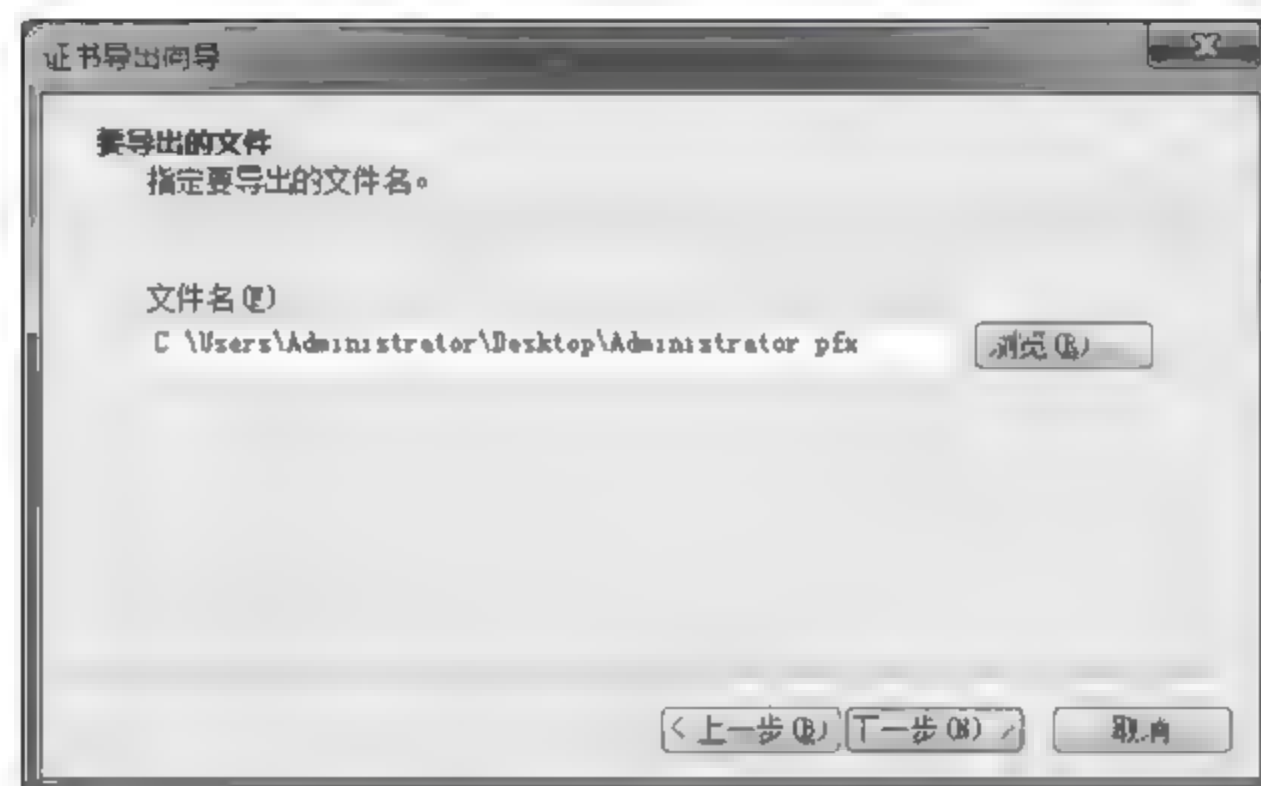 证书导出向导
要导出的文件
指定要导出的文件名。
文件名(F)
C:\Users\Administrator\Desktop\Administrator.pfx
浏览(R)...
< 上一步(B) 下一步(N) > 取消